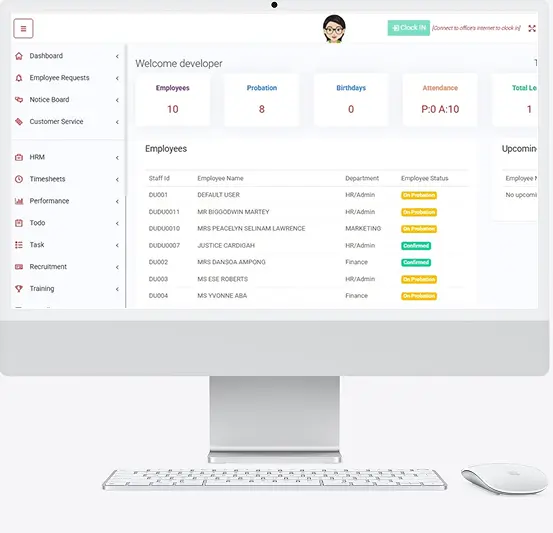 Clock IN [Connect to office's internet to clock in]
Dashboard
Employee Requests
Notice Board
Customer Service
HRM
Timesheets
Performance
Todo
Task
Recruitment
Training
Welcome developer
Employees Probation Birthdays Attendance Total Le
10 8 0 P:0 A:10 1
Employees Upcomin
Staff Id Employee Name Department Employee Status Employee N
DU001 DEFAULT USER HR/Admin On Probation No upcomi
DUDU0011 MR BIGGODWIN MARTEY HR/Admin On Probation
DUDU0010 MRS PEACELYN SELINAM LAWRENCE MARKETING On Probation
DUDU0007 JUSTICE CARDIGAH HR/Admin Confirmed
DU002 MRS DANSOA AMPONG Finance Confirmed
DU003 MS ESE ROBERTS HR/Admin On Probation
DU004 MS YVONNE ABA Finance On Probation